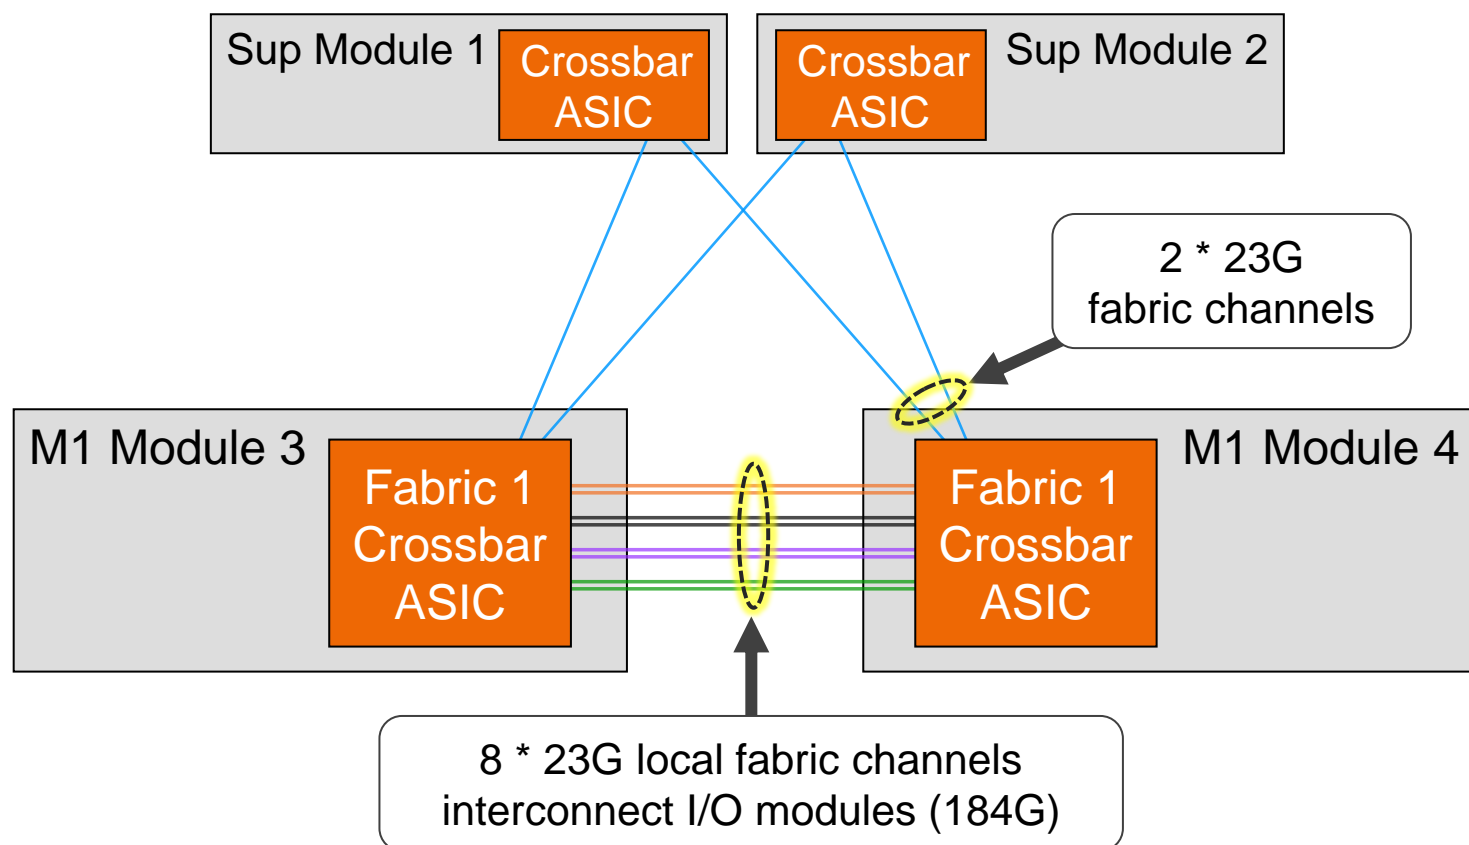 Sup Module 1
Crossbar
ASIC
Crossbar
ASIC
Sup Module 2
2 * 23G
fabric channels
M1 Module 3
Fabric 1
Crossbar
ASIC
Fabric 1
Crossbar
ASIC
M1 Module 4
8 * 23G local fabric channels
interconnect I/O modules (184G)